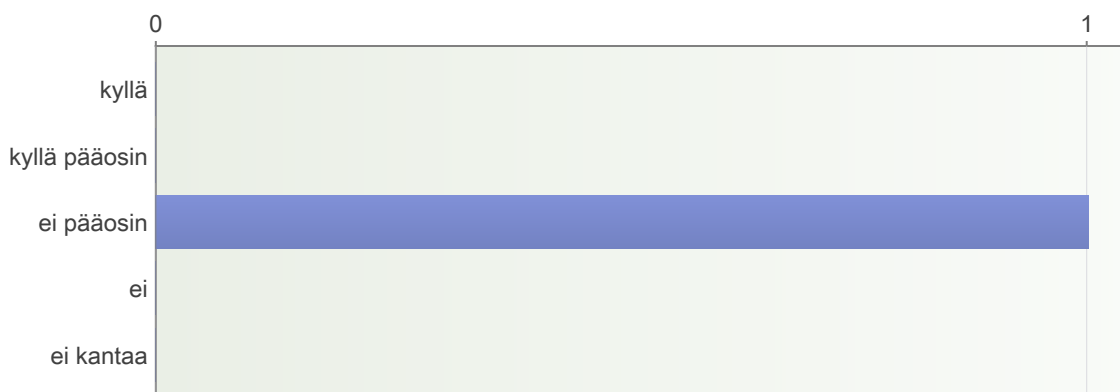 0 1
kyllä
kyllä pääosin
ei pääosin
ei
ei kantaa